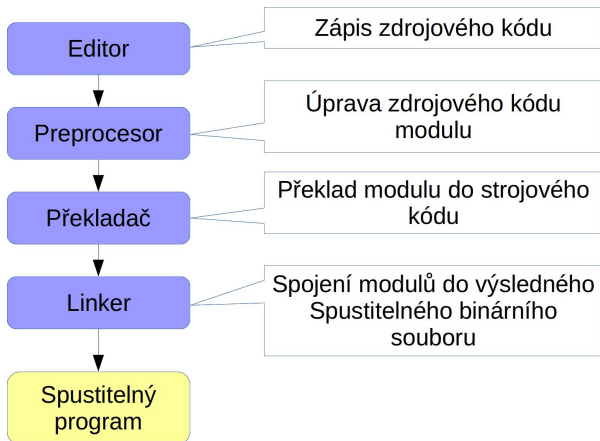 Editor
Zápis zdrojového kódu
Preprocesor
Úprava zdrojového kódu
modulu
Překladač
Překlad modulu do strojového
kódu
Linker
Spojení modulů do výsledného
Spustitelného binárního
souboru
Spustitelný
program